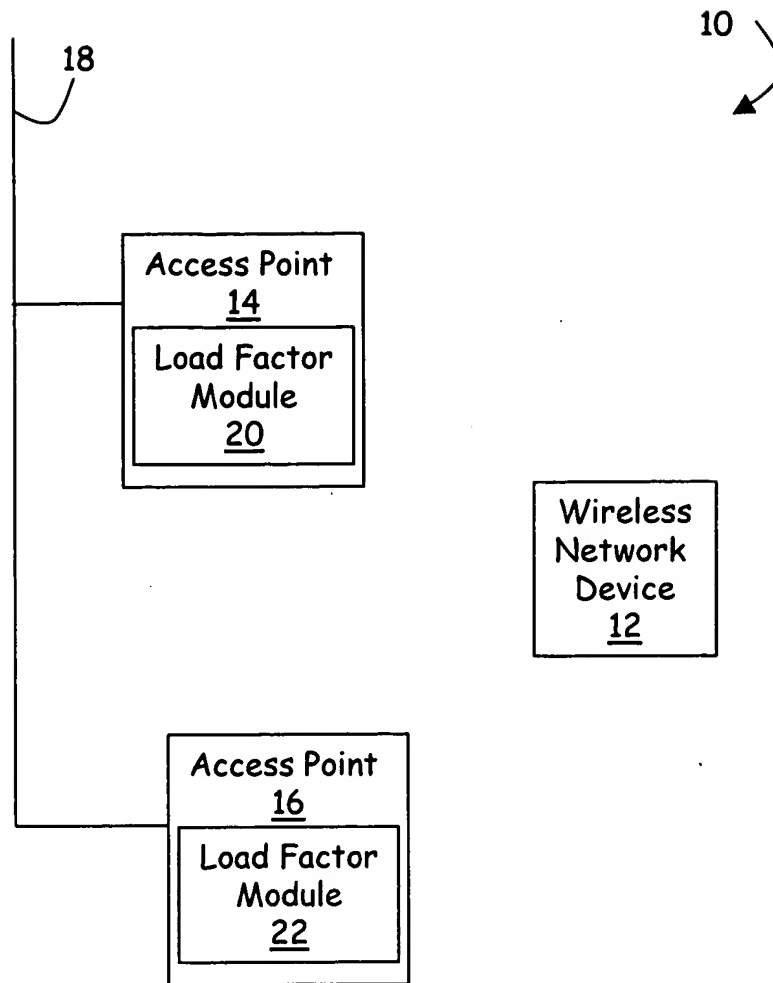 10
18
Access Point
14
Load Factor
Module
20
Wireless
Network
Device
12
Access Point
16
Load Factor
Module
22